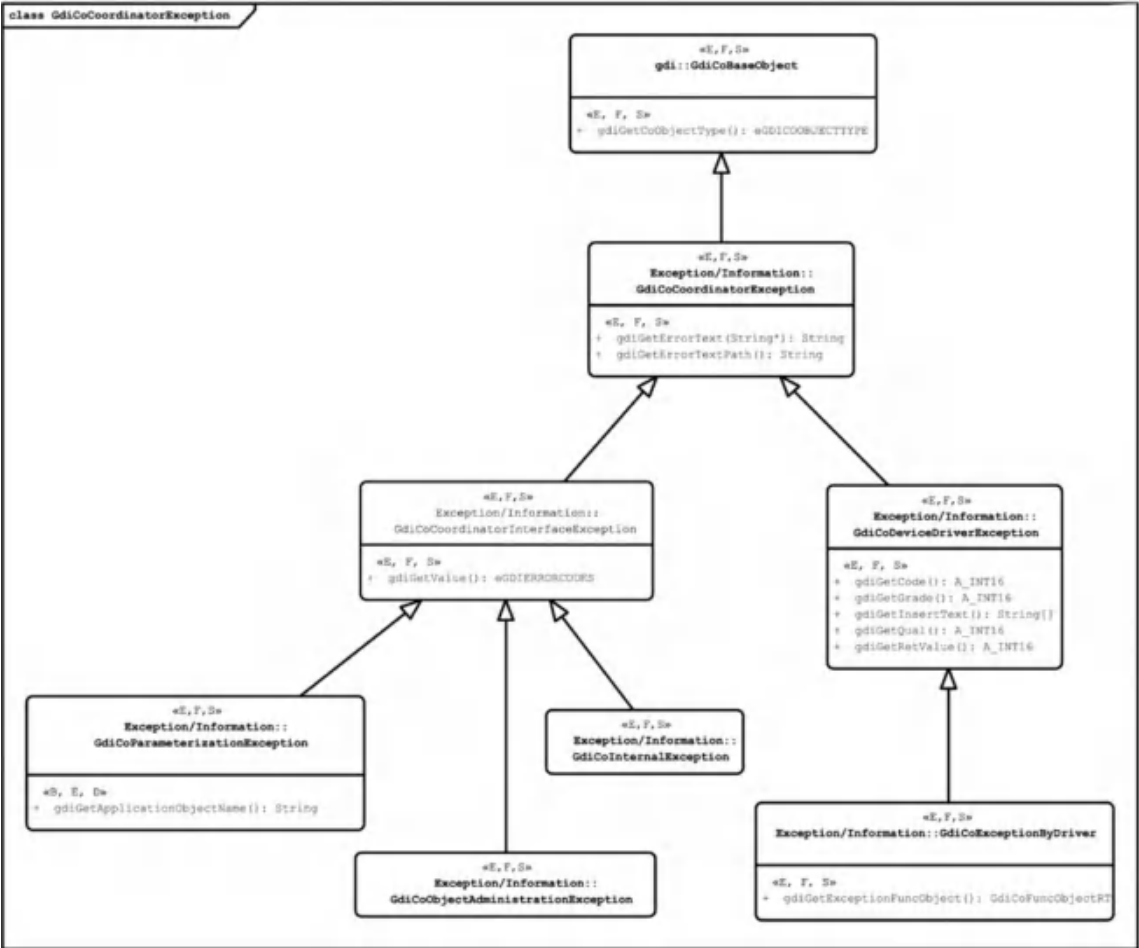 class GdiCoCoordinatorException
«E,F,S»
gdi::GdiCoBaseObject
«E, F, S»
+ gdiGetCoObjectType(): eGDICOOBJECTTYPE
«E,F,S»
Exception/Information::
GdiCoCoordinatorException
«E, F, S»
+ gdiGetErrorText(String*): String
+ gdiGetErrorTextPath(): String
«E,F,S»
Exception/Information::
GdiCoCoordinatorInterfaceException
«E, F, S»
+ gdiGetValue(): eGDIERRORCODES
«E,F,S»
Exception/Information::
GdiCoDeviceDriverException
«E, F, S»
+ gdiGetCode(): A_INT16
+ gdiGetGrade(): A_INT16
+ gdiGetInsertText(): String[]
+ gdiGetQual(): A_INT16
+ gdiGetRetValue(): A_INT16
«E,F,S»
Exception/Information::
GdiCoParameterizationException
«B, E, D»
+ gdiGetApplicationObjectName(): String
«E,F,S»
Exception/Information::
GdiCoInternalException
«E,F,S»
Exception/Information::
GdiCoObjectAdministrationException
«E,F,S»
Exception/Information::GdiCoExceptionByDriver
«E, F, S»
+ gdiGetExceptionFuncObject(): GdiCoFuncObjectRT